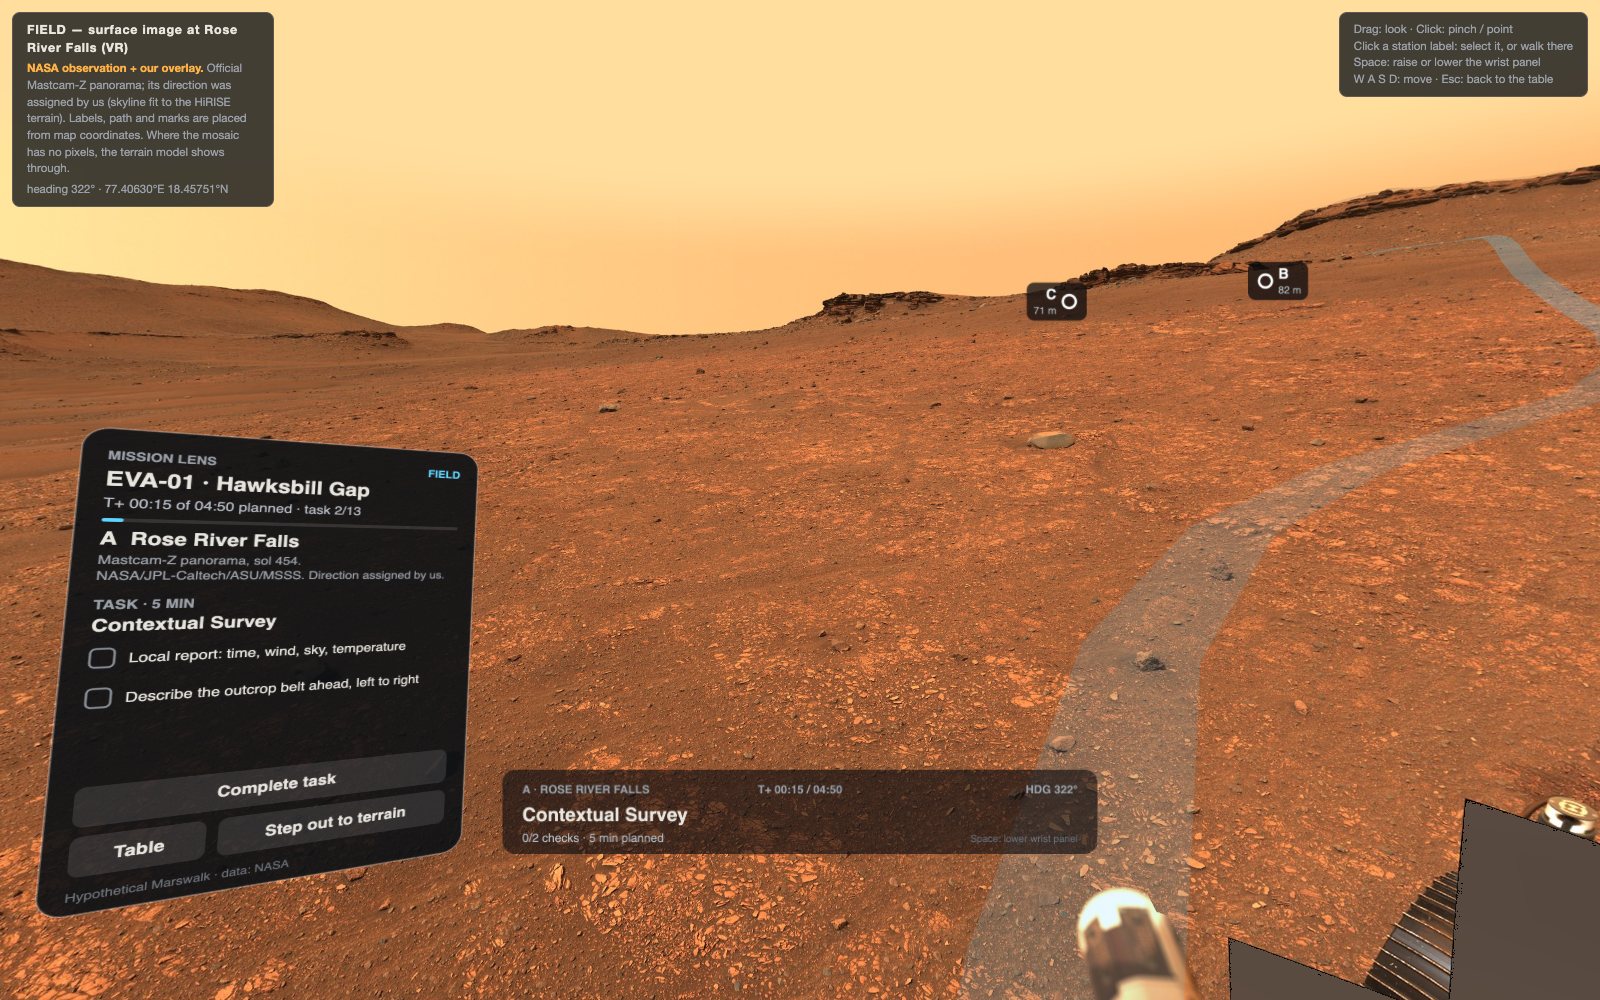 FIELD — surface image at Rose
River Falls (VR)
NASA observation + our overlay. Official
Mastcam-Z panorama; its direction was
assigned by us (skyline fit to the HiRISE
terrain). Labels, path and marks are placed
from map coordinates. Where the mosaic
has no pixels, the terrain model shows
through.
heading 322° · 77.40630°E 18.45751°N
Drag: look · Click: pinch / point
Click a station label: select it, or walk there
Space: raise or lower the wrist panel
W A S D: move · Esc: back to the table
C
71 m
B
82 m
MISSION LENS
FIELD
EVA-01 · Hawksbill Gap
T+ 00:15 of 04:50 planned · task 2/13
A Rose River Falls
Mastcam-Z panorama, sol 454.
NASA/JPL-Caltech/ASU/MSSS. Direction assigned by us.
TASK · 5 MIN
Contextual Survey
Local report: time, wind, sky, temperature
Describe the outcrop belt ahead, left to right
Complete task
Table
Step out to terrain
Hypothetical Marswalk · data: NASA
A · ROSE RIVER FALLS
T+ 00:15 / 04:50
HDG 322°
Contextual Survey
0/2 checks · 5 min planned
Space: lower wrist panel